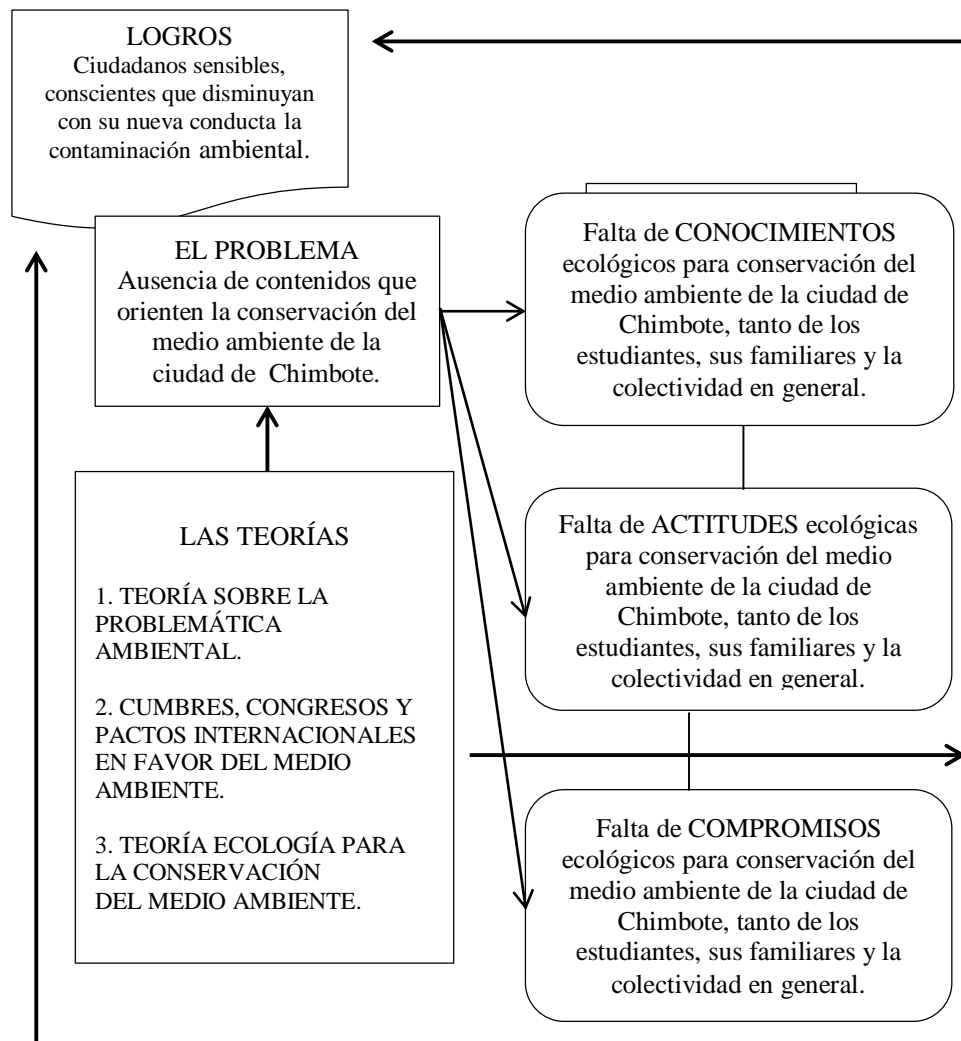 LOGROS
Ciudadanos sensibles,
conscientes que disminuyan
con su nueva conducta la
contaminación ambiental.
EL PROBLEMA
Ausencia de contenidos que
orienten la conservación del
medio ambiente de la
ciudad de Chimbote.
LAS TEORÍAS
1. TEORÍA SOBRE LA
PROBLEMÁTICA
AMBIENTAL.
2. CUMBRES, CONGRESOS Y
PACTOS INTERNACIONALES
EN FAVOR DEL MEDIO
AMBIENTE.
3. TEORÍA ECOLOGÍA PARA
LA CONSERVACIÓN
DEL MEDIO AMBIENTE.
Falta de CONOCIMIENTOS
ecológicos para conservación del
medio ambiente de la ciudad de
Chimbote, tanto de los
estudiantes, sus familiares y la
colectividad en general.
Falta de ACTITUDES ecológicas
para conservación del medio
ambiente de la ciudad de
Chimbote, tanto de los
estudiantes, sus familiares y la
colectividad en general.
Falta de COMPROMISOS
ecológicos para conservación del
medio ambiente de la ciudad de
Chimbote, tanto de los
estudiantes, sus familiares y la
colectividad en general.